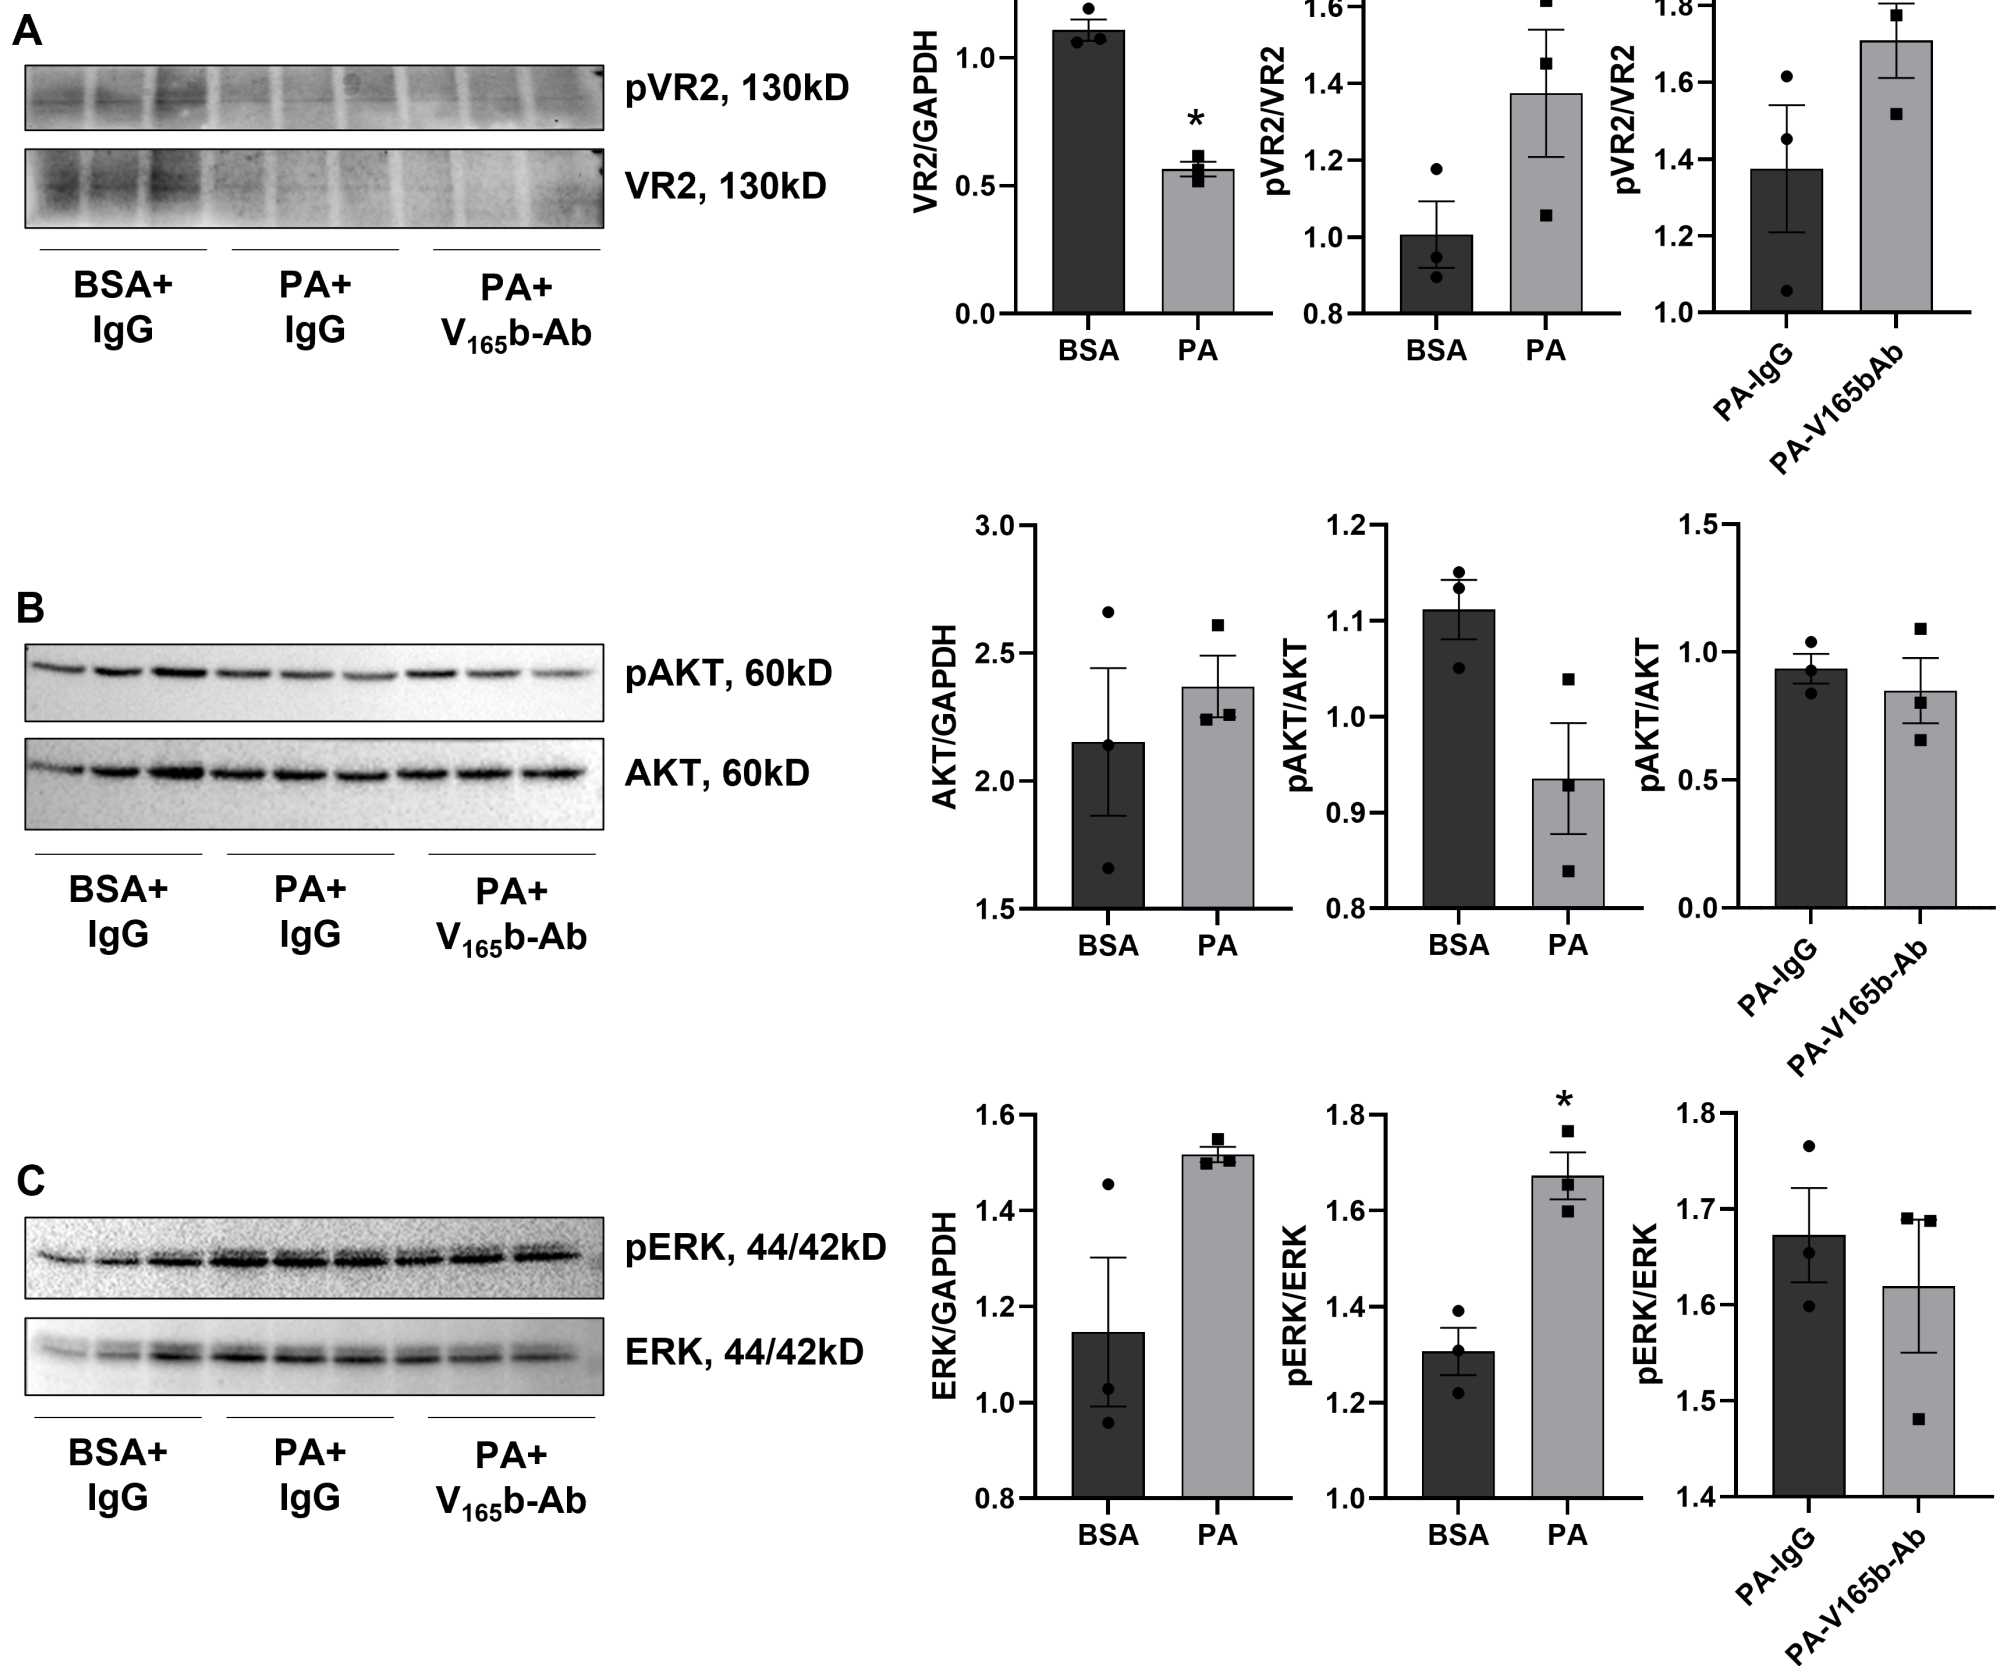 A
pVR2, 130kD
VR2, 130kD
BSA+
IgG
PA+
IgG
PA+
V165b-Ab
VR2/GAPDH
1.0
0.5
0.0
*
BSA
PA
pVR2/VR2
1.6
1.4
1.2
1.0
0.8
BSA
PA
pVR2/VR2
1.8
1.6
1.4
1.2
1.0
PA-IgG
PA-V165bAb
B
pAKT, 60kD
AKT, 60kD
BSA+
IgG
PA+
IgG
PA+
V165b-Ab
AKT/GAPDH
3.0
2.5
2.0
1.5
BSA
PA
pAKT/AKT
1.2
1.1
1.0
0.9
0.8
BSA
PA
pAKT/AKT
1.5
1.0
0.5
0.0
PA-IgG
PA-V165b-Ab
C
pERK, 44/42kD
ERK, 44/42kD
BSA+
IgG
PA+
IgG
PA+
V165b-Ab
ERK/GAPDH
1.6
1.4
1.2
1.0
0.8
BSA
PA
pERK/ERK
1.8
1.6
1.4
1.2
1.0
*
BSA
PA
pERK/ERK
1.8
1.7
1.6
1.5
1.4
PA-IgG
PA-V165b-Ab